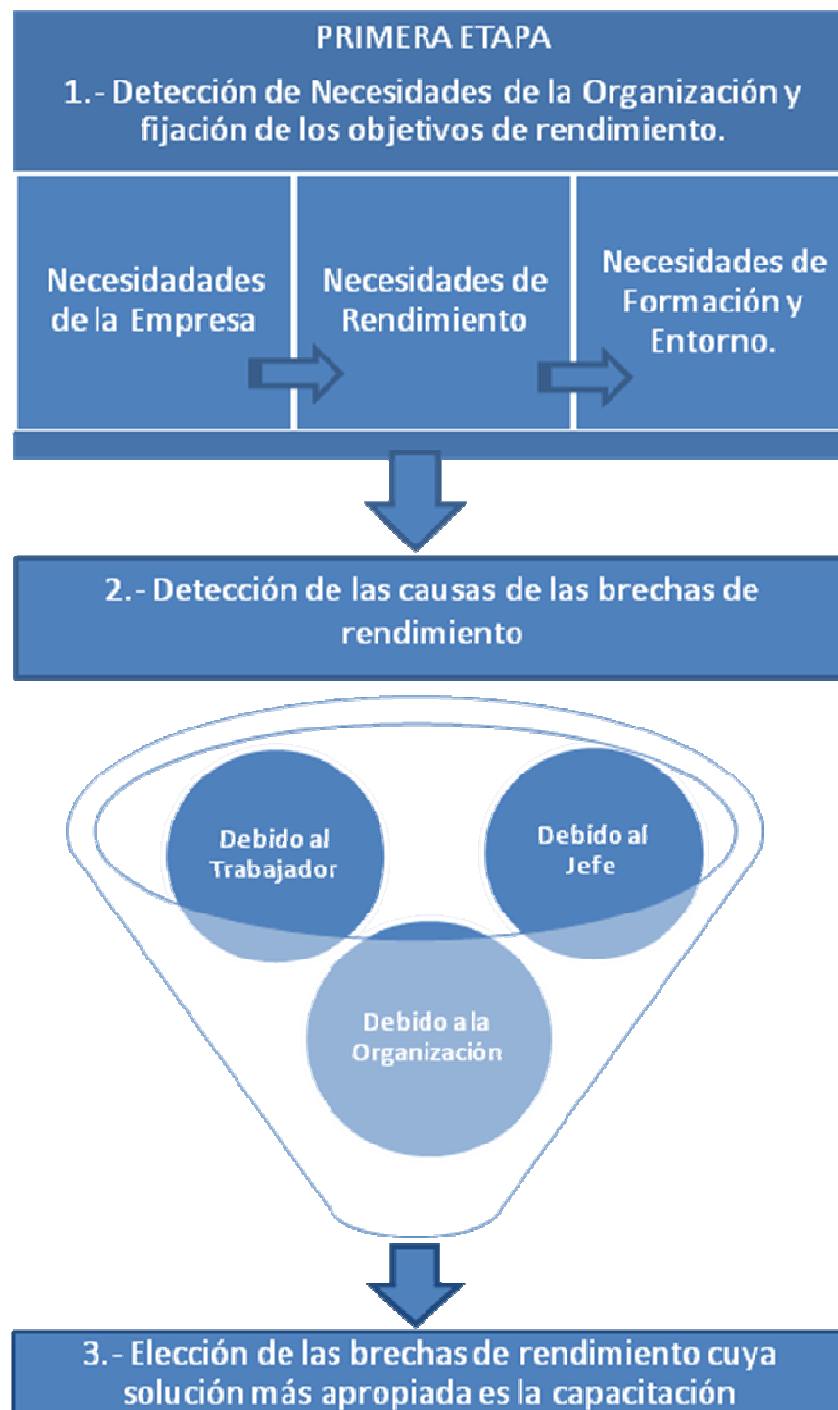 PRIMERA ETAPA
1.- Detección de Necesidades de la Organización y
fijación de los objetivos de rendimiento.
Necesidadades
de la Empresa
Necesidades de
Rendimiento
Necesidades de
Formación y
Entorno.
2.- Detección de las causas de las brechas de
rendimiento
Debido al
Trabajador
Debido al
Jefe
Debido a la
Organización
3.- Elección de las brechas de rendimiento cuya
solución más apropiada es la capacitación